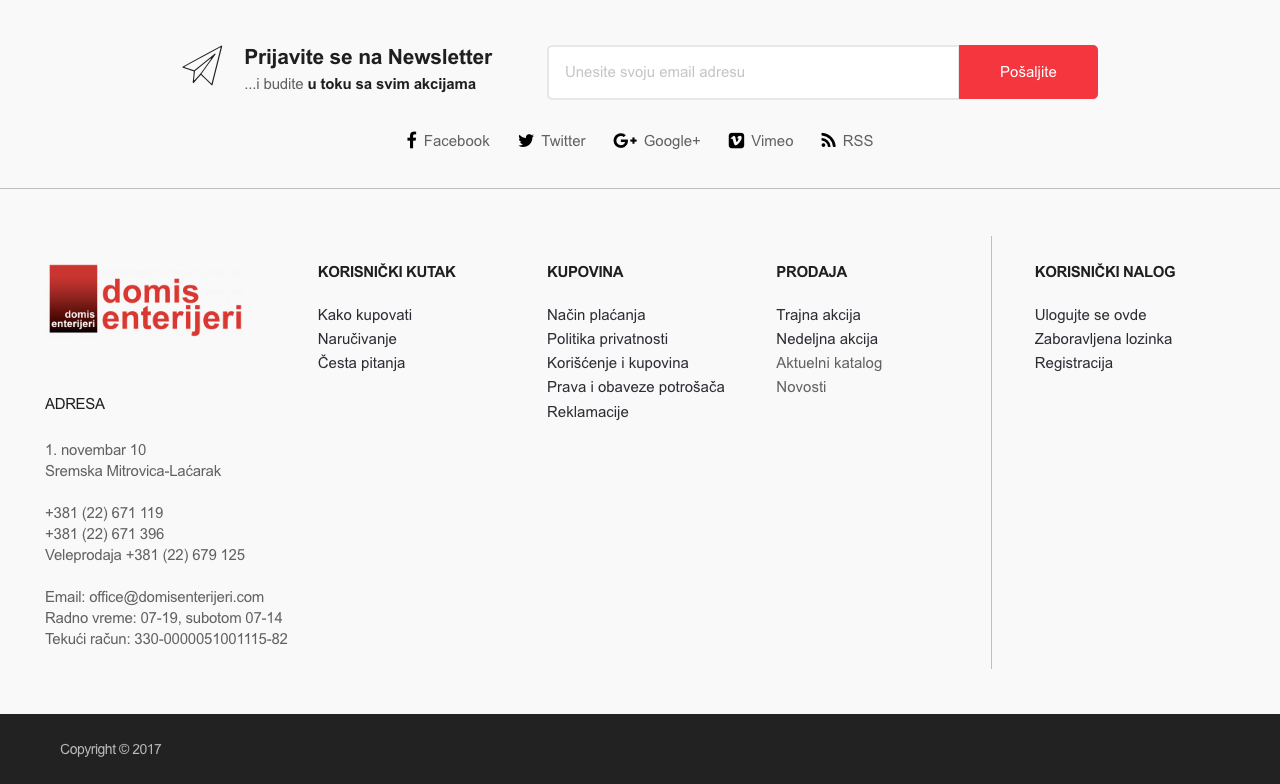 Prijavite se na Newsletter
...i budite u toku sa svim akcijama
Unesite svoju email adresu
Pošaljite
Facebook
Twitter
Google+
Vimeo
RSS
domis enterijeri
domis
enterijeri
ADRESA
1. novembar 10
Sremska Mitrovica-Laćarak
+381 (22) 671 119
+381 (22) 671 396
Veleprodaja +381 (22) 679 125
Email: office@domisenterijeri.com
Radno vreme: 07-19, subotom 07-14
Tekući račun: 330-0000051001115-82
KORISNIČKI KUTAK
Kako kupovati
Naručivanje
Česta pitanja
KUPOVINA
Način plaćanja
Politika privatnosti
Korišćenje i kupovina
Prava i obaveze potrošača
Reklamacije
PRODAJA
Trajna akcija
Nedeljna akcija
Aktuelni katalog
Novosti
KORISNIČKI NALOG
Ulogujte se ovde
Zaboravljena lozinka
Registracija
Copyright © 2017